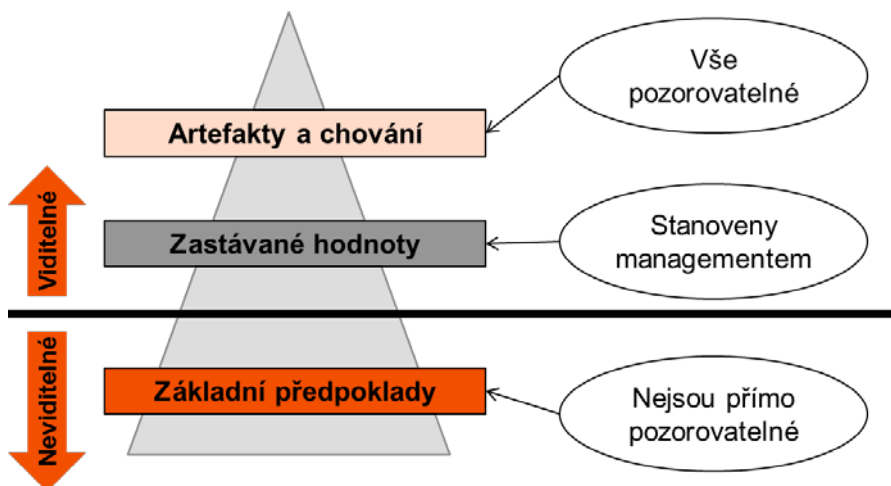 Vše
pozorovatelné
Artefakty a chování
Viditelné
Zastávané hodnoty
Stanoveny
managementem
Neviditelné
Základní předpoklady
Nejsou přímo
pozorovatelné